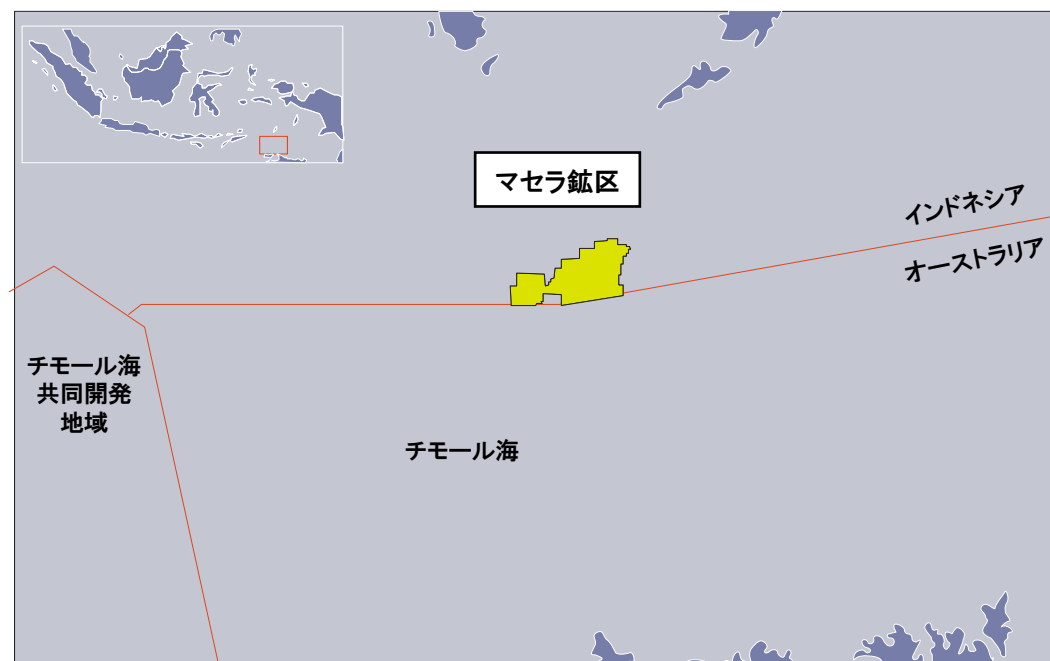 マセラ鉱区
インドネシア
オーストラリア
チモール海
共同開発
地域
チモール海